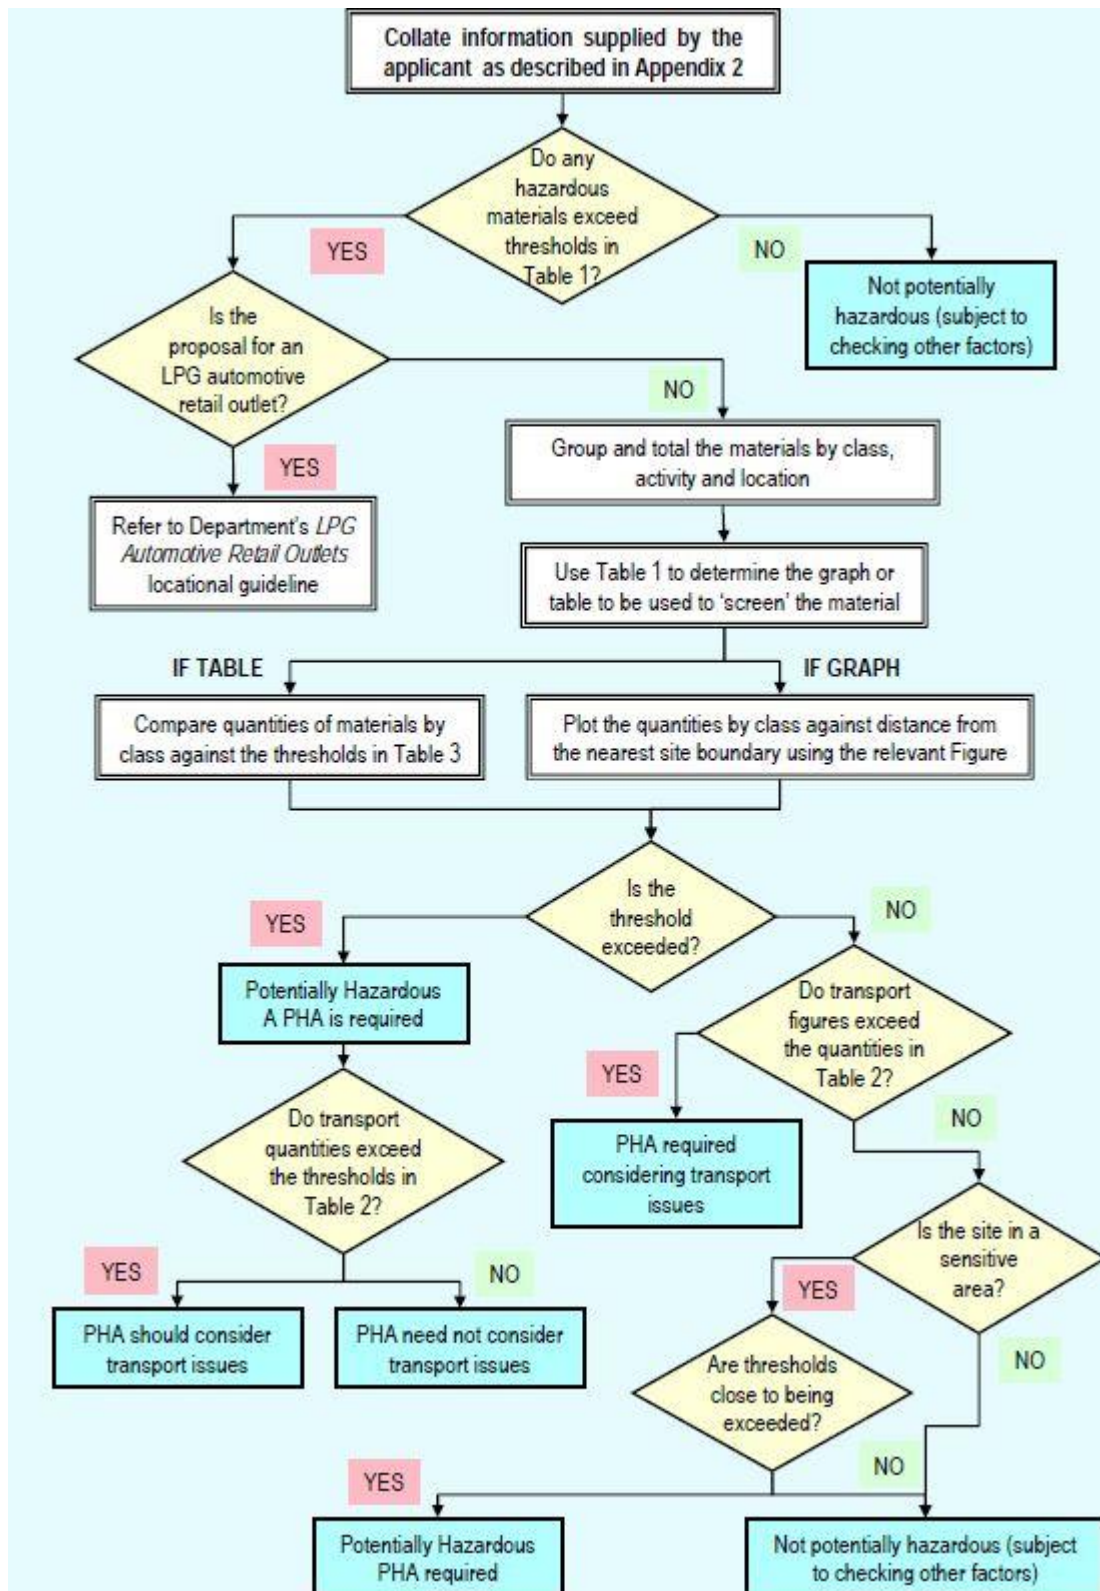 Collate information supplied by the
applicant as described in Appendix 2
Do any
hazardous
materials exceed
thresholds in
Table 1?
YES
NO
Not potentially
hazardous (subject to
checking other factors)
Is the
proposal for an
LPG automotive
retail outlet?
NO
YES
Group and total the materials by class,
activity and location
Refer to Department's LPG
Automotive Retail Outlets
locational guideline
Use Table 1 to determine the graph or
table to be used to 'screen' the material
IF TABLE
IF GRAPH
Compare quantities of materials by
class against the thresholds in Table 3
Plot the quantities by class against distance from
the nearest site boundary using the relevant Figure
Is the
threshold
exceeded?
YES
NO
Potentially Hazardous
A PHA is required
Do transport
figures exceed
the quantities in
Table 2?
YES
NO
Do transport
quantities exceed
the thresholds in
Table 2?
PHA required
considering transport
issues
Is the site in a
sensitive
area?
YES
NO
YES
NO
PHA should consider
transport issues
PHA need not consider
transport issues
Are thresholds
close to being
exceeded?
YES
NO
Potentially Hazardous
PHA required
Not potentially hazardous (subject
to checking other factors)